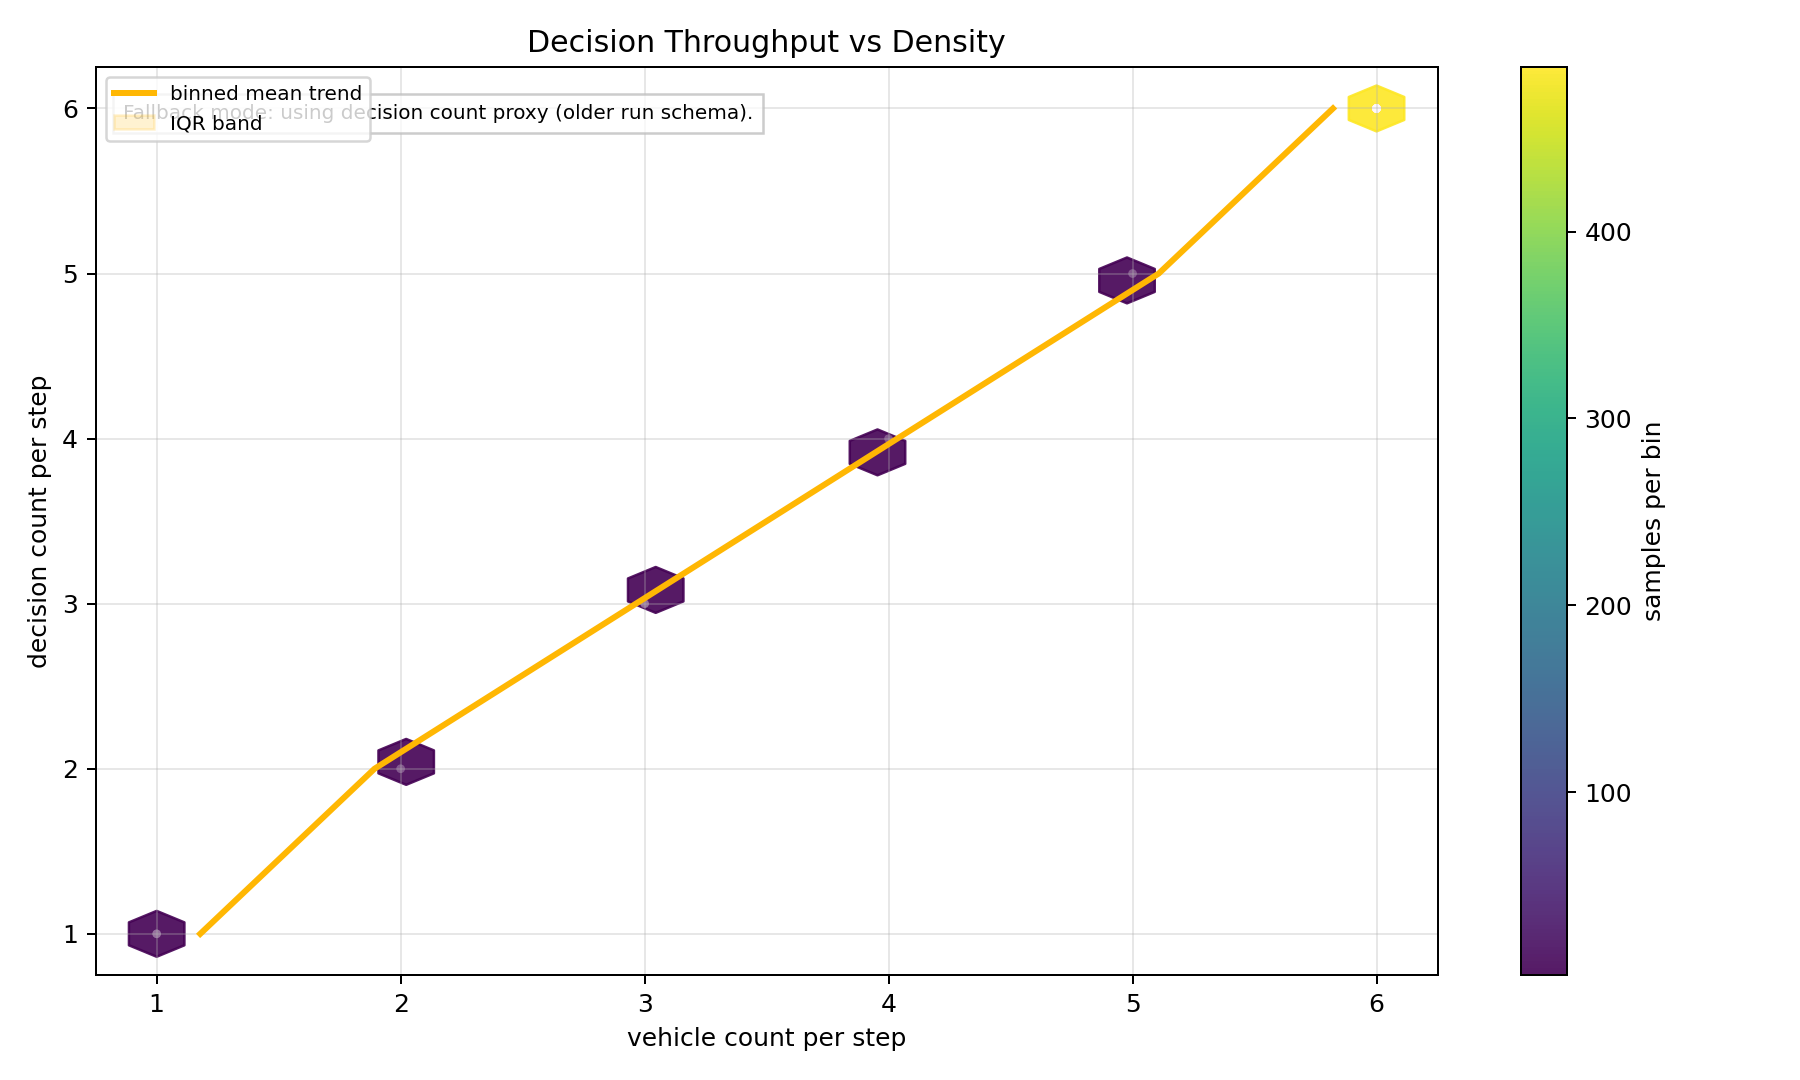 Decision Throughput vs Density
binned mean trend
Fallback mode: using decision count proxy (older run schema).
IQR band
decision count per step
6
5
4
3
2
1
1 2 3 4 5 6
vehicle count per step
400
300
200
100
samples per bin